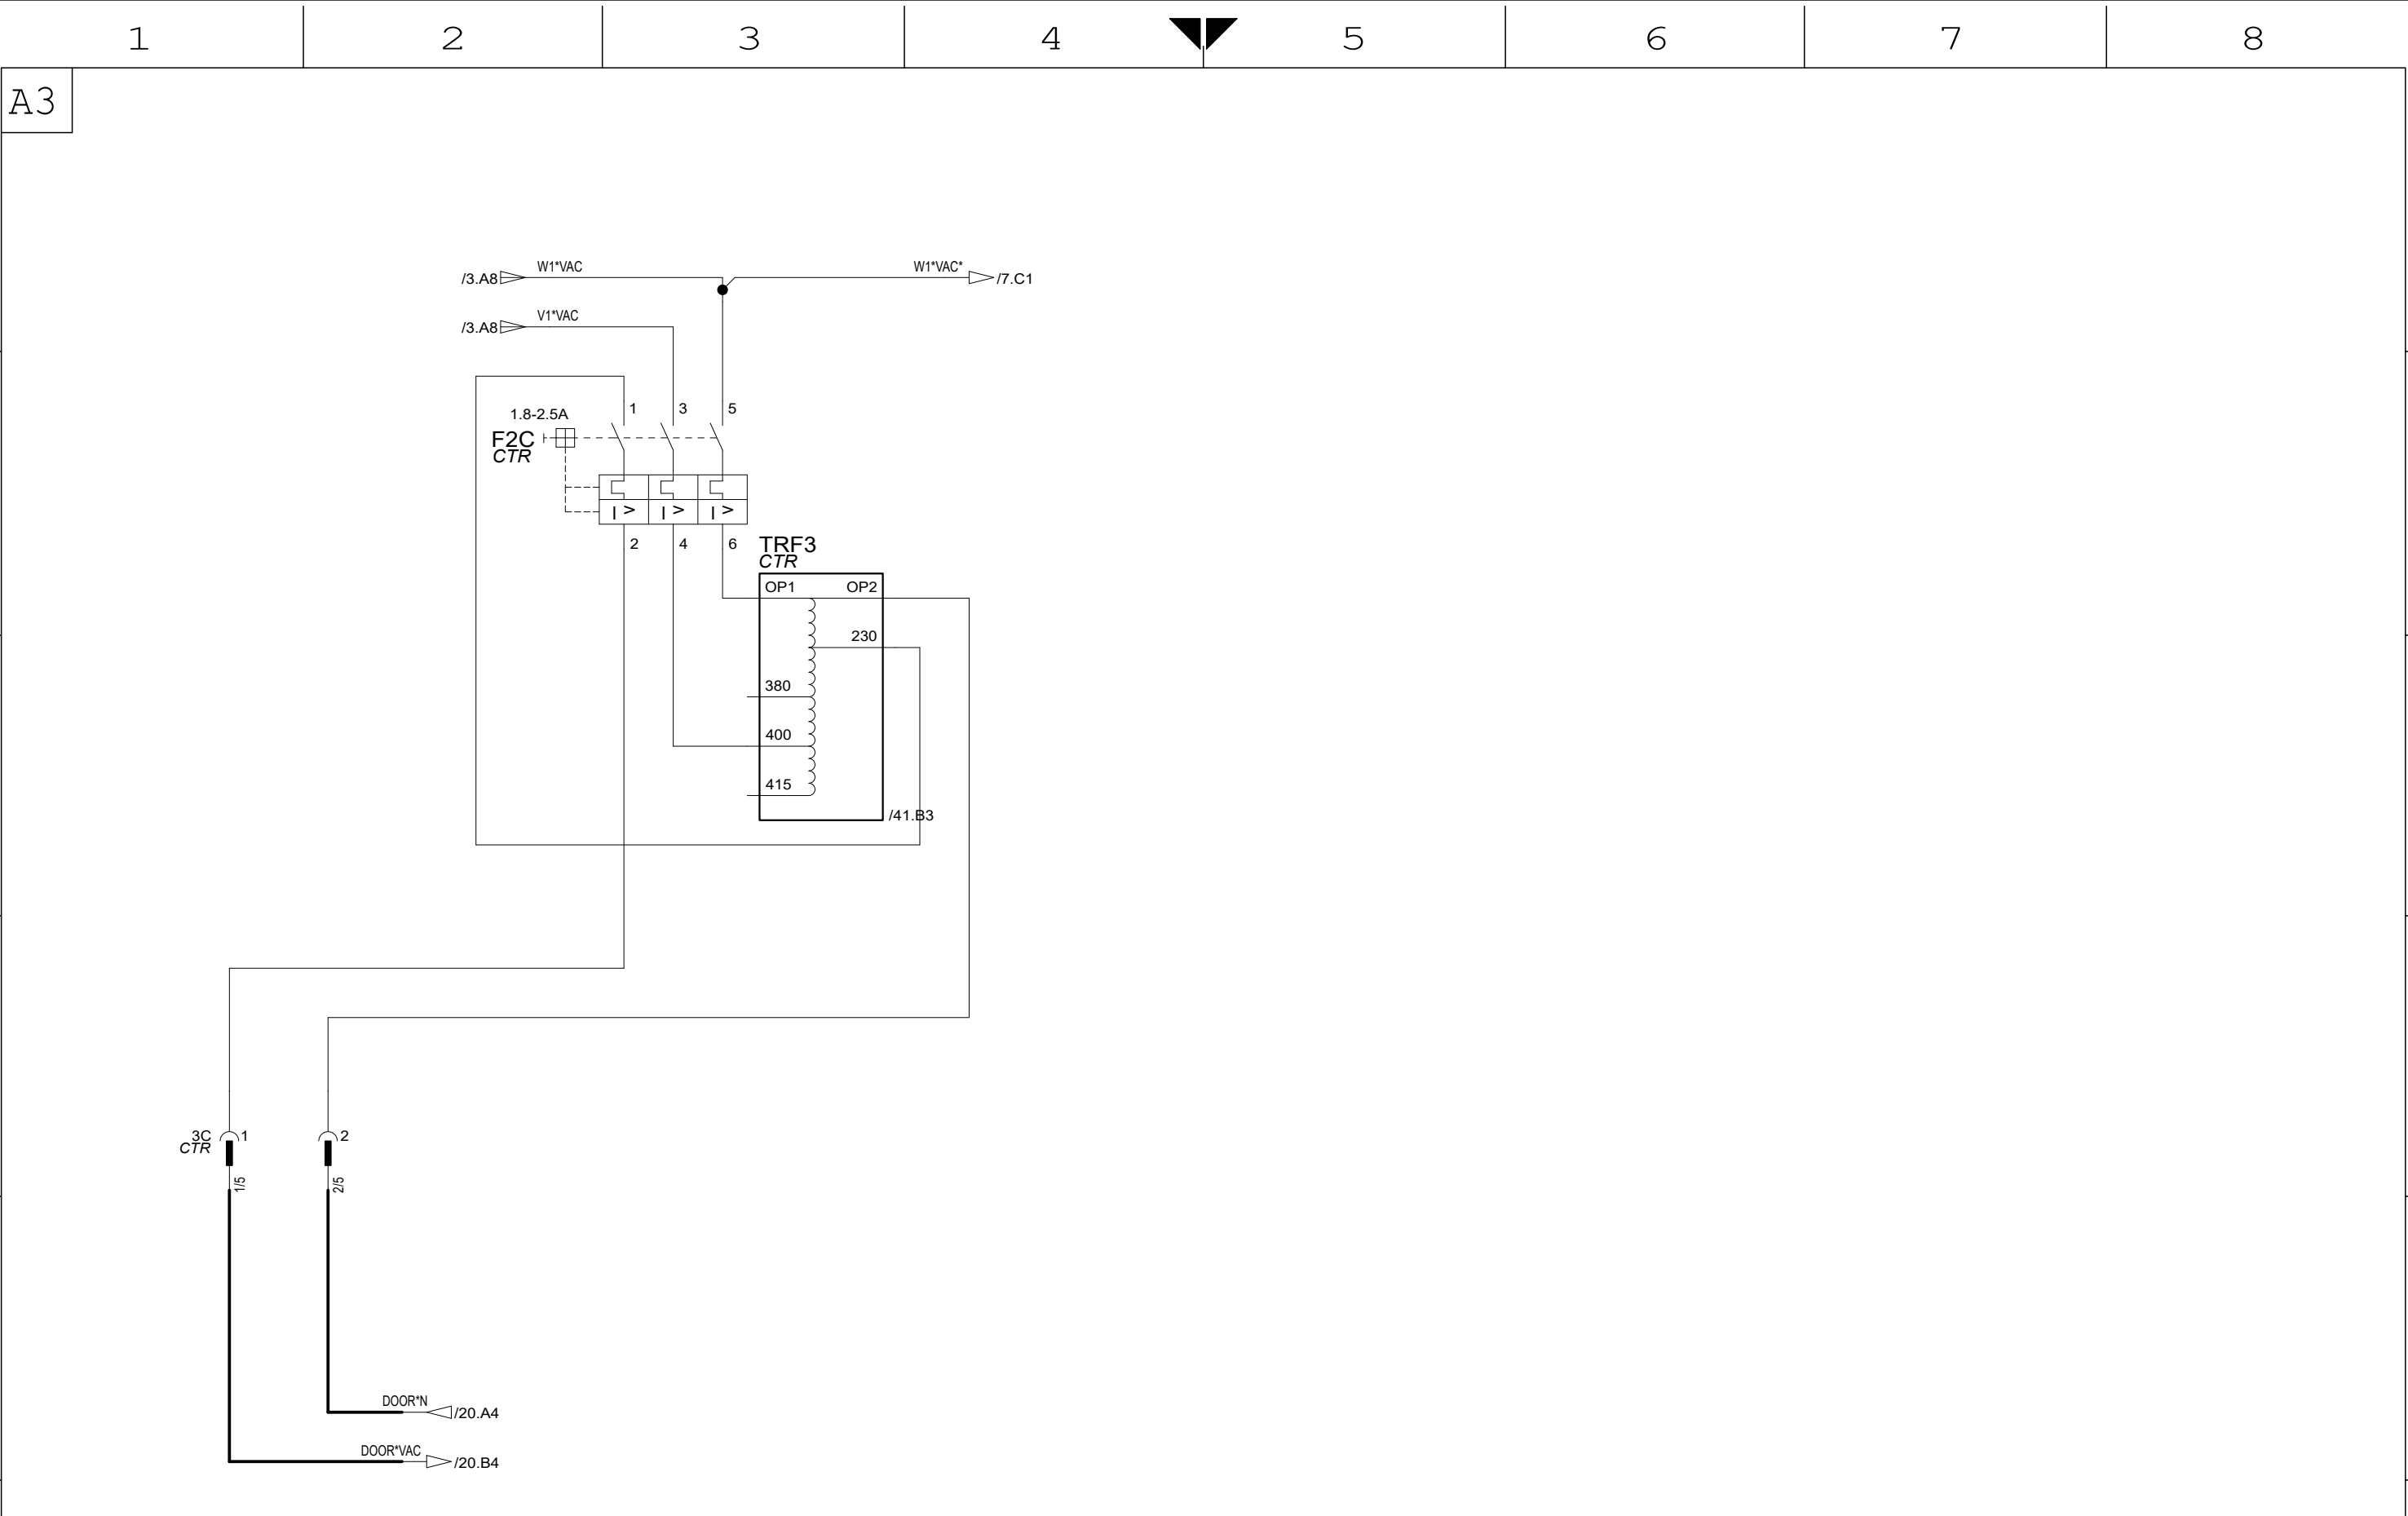 1 2 3 4 5 6 7 8
A3
W1*VAC
W1*VAC*
/3.A8
/7.C1
V1*VAC
/3.A8
1.8-2.5A
1 3 5
F2C
CTR
I > I > I >
2 4 6
TRF3
CTR
OP1 OP2
230
380
400
415
/41.B3
3C 1 2
CTR
1/5 2/5
DOOR*N
/20.A4
DOOR*VAC
/20.B4